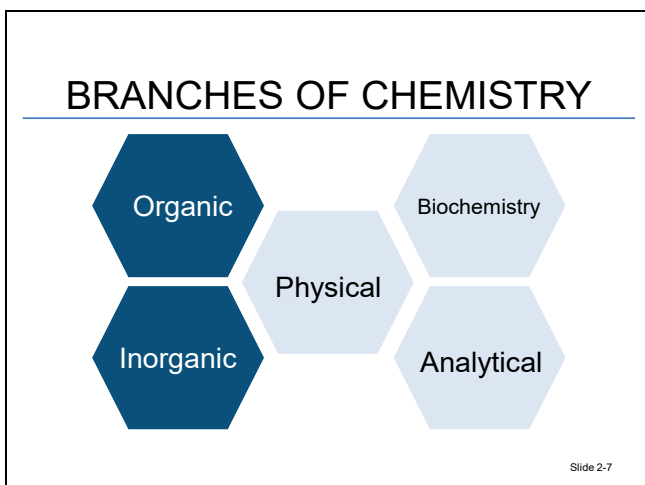 BRANCHES OF CHEMISTRY
Organic
Biochemistry
Physical
Inorganic
Analytical
Slide 2-7